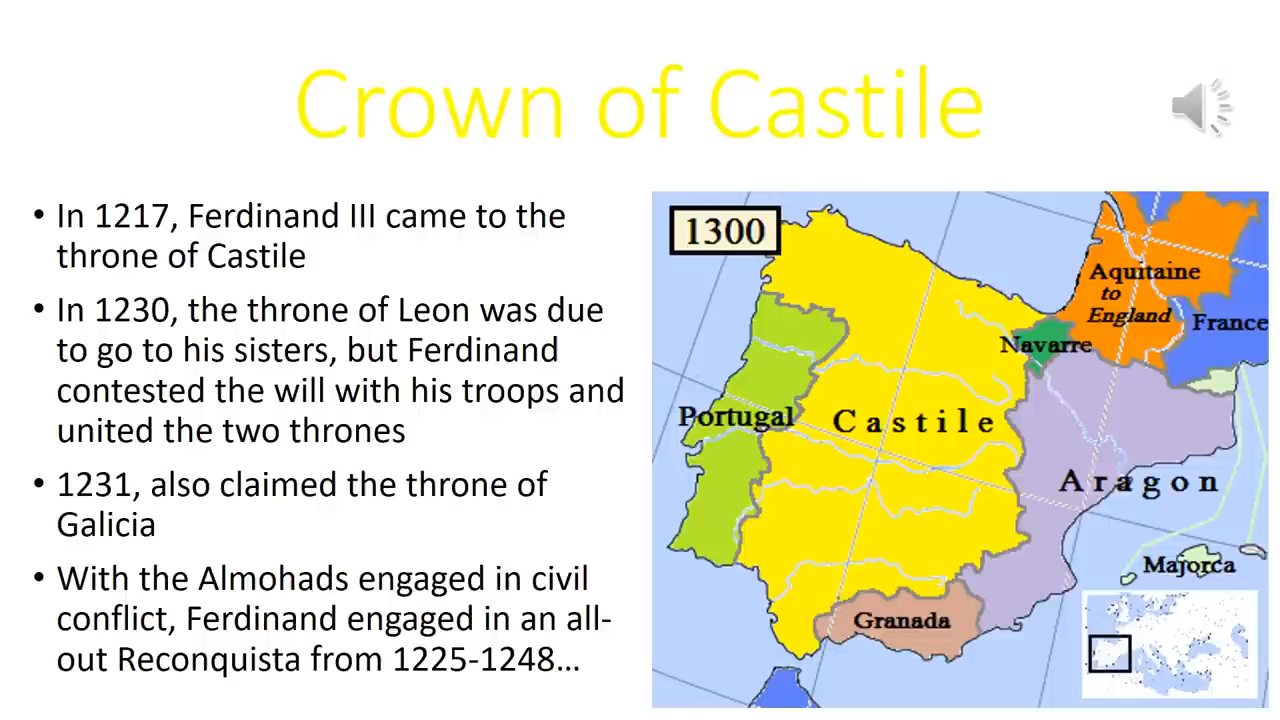 Crown of Castile
• In 1217, Ferdinand III came to the
throne of Castile
• In 1230, the throne of Leon was due
to go to his sisters, but Ferdinand
contested the will with his troops and
united the two thrones
• 1231, also claimed the throne of
Galicia
• With the Almohads engaged in civil
conflict, Ferdinand engaged in an all-
out Reconquista from 1225-1248...
1300
Aquitaine
to
England
France
Navarre
Portugal
Castile
Aragon
Majorca
Granada